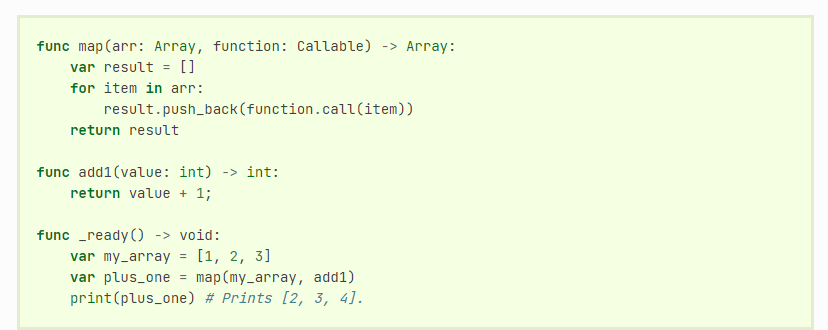 func map(arr: Array, function: Callable) -> Array:
    var result = []
    for item in arr:
        result.push_back(function.call(item))
    return result

func add1(value: int) -> int:
    return value + 1;

func _ready() -> void:
    var my_array = [1, 2, 3]
    var plus_one = map(my_array, add1)
    print(plus_one) # Prints [2, 3, 4].